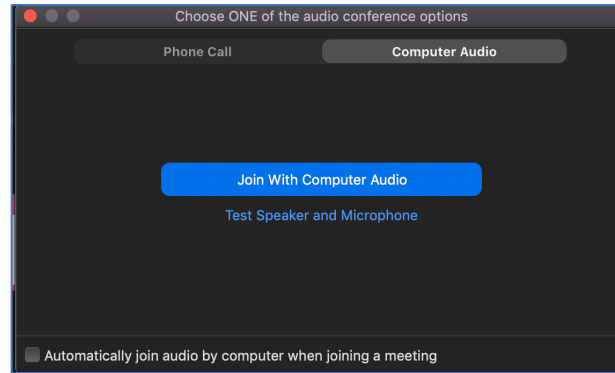 Choose ONE of the audio conference options
Phone Call
Computer Audio
Join With Computer Audio
Test Speaker and Microphone
Automatically join audio by computer when joining a meeting